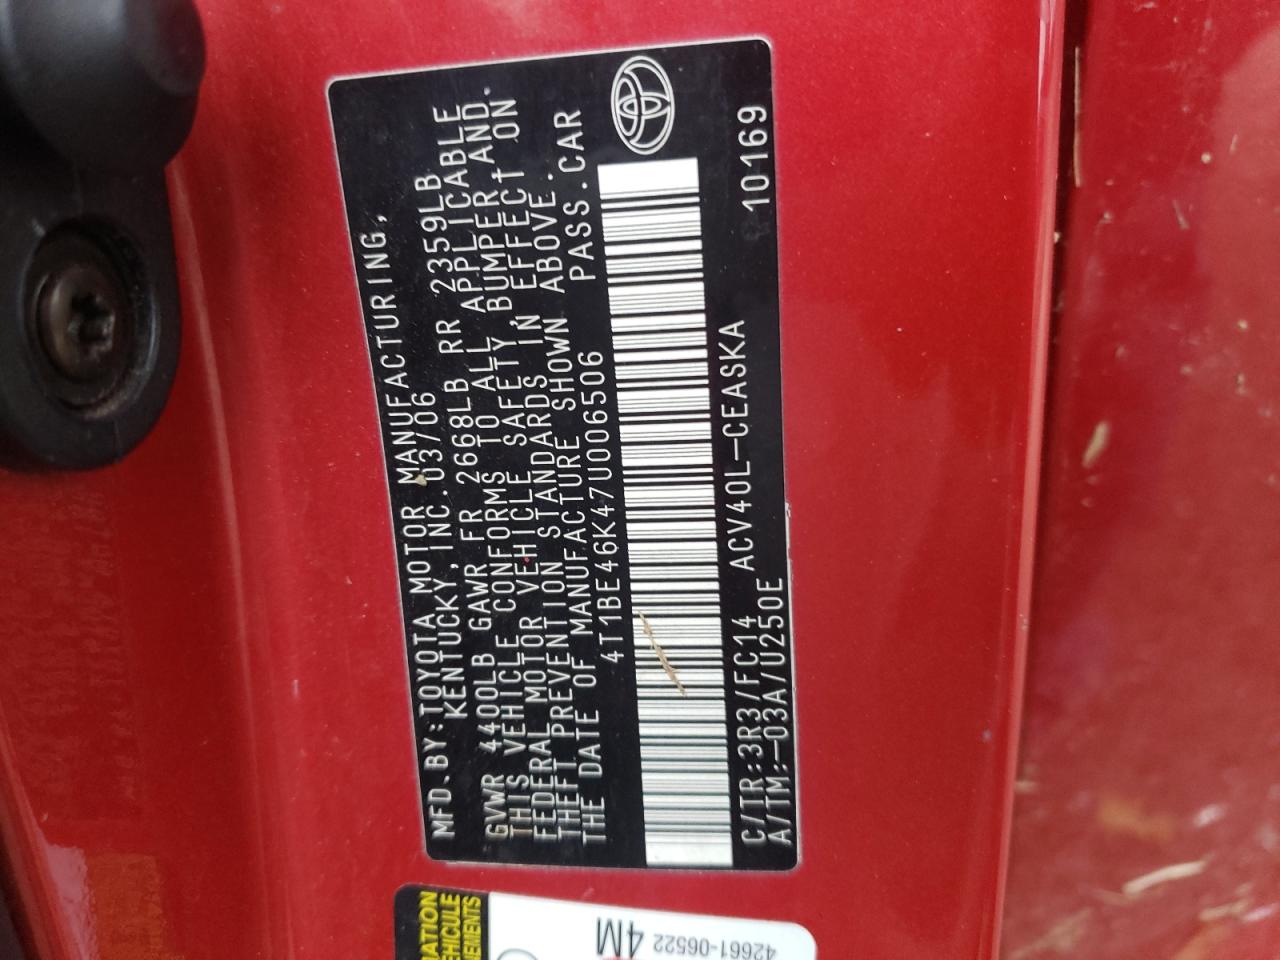 MFD.BY:TOYOTA MOTOR MANUFACTURING,
KENTUCKY,INC.03/06
GVWR 4400LB GAWR FR 2668LB RR 2359LB
THIS VEHICLE CONFORMS TO ALL APPLICABLE
FEDERAL MOTOR VEHICLE SAFETY, BUMPER, AND.
THEFT PREVENTION STANDARDS IN EFFECT ON
THE DATE OF MANUFACTURE SHOWN ABOVE.
4T1BE46K47U006506 PASS.CAR
C/TR:3R3/FC14 ACV40L-CEASKA 10169
A/TM:-03A/U250E
4M
42661-06522